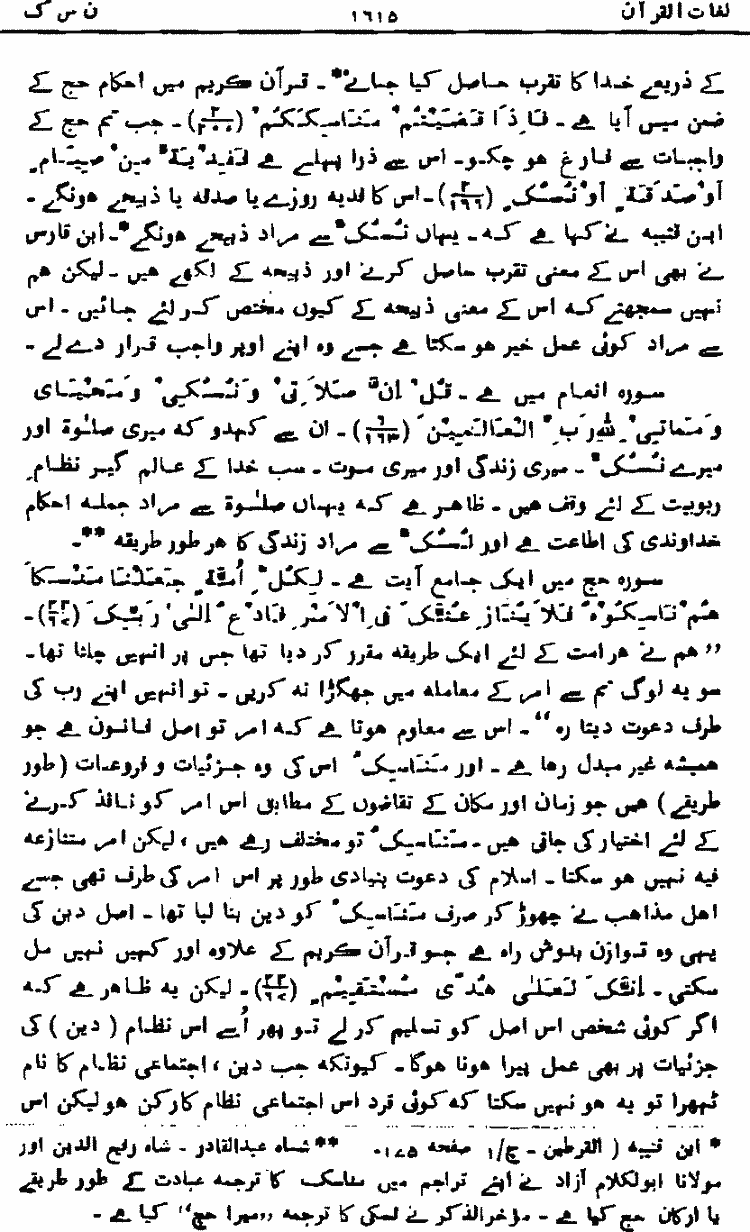 لغات القرآن ۱۶۱۵ ن س ک
کے ذریعے خدا کا تقرب حاصل کیا جائے*۔ قرآن کریم میں احکام حج کے
ضمن میں آیا ہے۔ فَاِذَا قَضَیْتُمْ مَنَاسِکَکُمْ (۲/۲۰۰)۔ جب تم حج کے
واجبات سے فارغ ہو چکو۔ اس سے ذرا پہلے ہے فَفِدْیَۃٌ مِنْ صِیَامٍ
اَوْصَدَقَۃٍ اَوْنُسُکٍ (۲/۱۹۶)۔ اس کا فدیہ روزے یا صدقہ یا ذبیحے ہونگے۔
ابن قتیبہ نے کہا ہے کہ۔ یہاں نُسُکٌ سے مراد ذبیحے ہونگے*۔ ابن فارس
نے بھی اس کے معنی تقرب حاصل کرنے اور ذبیحہ کے لکھے ہیں۔ لیکن ہم
نہیں سمجھتے کہ اس کے معنی ذبیحہ کے کیوں مختص کر لئے جائیں۔ اس
سے مراد کوئی عمل خیر ہو سکتا ہے جسے وہ اپنے اوپر واجب قرار دے لے۔
سورہ انعام میں ہے۔ قُلْ اِنَّ صَلَاتِیْ وَنُسُکِیْ وَمَحْیَایَ
وَمَمَاتِیْ لِلّٰہِ رَبِّ الْعَالَمِیْنَ (۶/۱۶۳)۔ ان سے کہدو کہ میری صلٰوۃ اور
میرے نُسُکٌ۔ میری زندگی اور میری موت۔ سب خدا کے عالم گیر نظامِ
ربوبیت کے لئے وقف ہیں۔ ظاہر ہے کہ یہاں صلٰوۃ سے مراد جملہ احکام
خداوندی کی اطاعت ہے اور نُسُکٌ سے مراد زندگی کا ہر طور طریقہ**۔
سورہ حج میں ایک جامع آیت ہے۔ لِکُلِّ اُمَّۃٍ جَعَلْنَا مَنْسَکًا
ھُمْ نَاسِکُوْہُ فَلَا یُنَازِعُنَّکَ فِی الْاَمْرِ وَادْعُ اِلٰی رَبِّکَ (۲۲/۶۷)۔
”ہم نے ہر امت کے لئے ایک طریقہ مقرر کر دیا تھا جس پر انہیں چلنا تھا۔
سو یہ لوگ تم سے امر کے معاملہ میں جھگڑا نہ کریں۔ تو انہیں اپنے رب کی
طرف دعوت دیتا رہ“۔ اس سے معلوم ہوتا ہے کہ امر تو اصل قانون ہے جو
ہمیشہ غیر مبدل رہا ہے۔ اور مَنَاسِکُ اس کی وہ جزئیات و فروعات (طور
طریقے) ہیں جو زمان اور مکان کے تقاضوں کے مطابق اس امر کو نافذ کرنے
کے لئے اختیار کی جاتی ہیں۔ مَنَاسِکُ تو مختلف رہے ہیں، لیکن امر متنازعہ
فیہ نہیں ہو سکتا۔ اسلام کی دعوت بنیادی طور پر اس امر کی طرف تھی جسے
اہل مذاہب نے چھوڑ کر صرف مَنَاسِکُ کو دین بنا لیا تھا۔ اصل دین کی
یہی وہ توازن بدوش راہ ہے جو قرآن کریم کے علاوہ اور کہیں نہیں مل
سکتی۔ اِنَّکَ لَعَلٰی ھُدًی مُسْتَقِیْمٍ (۲۲/۶۷)۔ لیکن یہ ظاہر ہے کہ
اگر کوئی شخص اس اصل کو تسلیم کر لے تو پھر اُسے اس نظام (دین) کی
جزئیات پر بھی عمل پیرا ہونا ہوگا۔ کیونکہ جب دین، اجتماعی نظام کا نام
ٹھہرا تو یہ ہو نہیں سکتا کہ کوئی فرد اس اجتماعی نظام کا رکن ہو لیکن اس
* ابن قتیبہ (القرطین۔ ج/۱ صفحہ ۱۷۵۔ **شاہ عبدالقادر۔ شاہ رفیع الدین اور
مولانا ابوالکلام آزاد نے اپنے تراجم میں مناسک کا ترجمہ عبادت کے طور طریقے
یا ارکان حج کیا ہے۔ مؤخرالذکر نے نسکی کا ترجمہ ”میرا حج“ کیا ہے۔